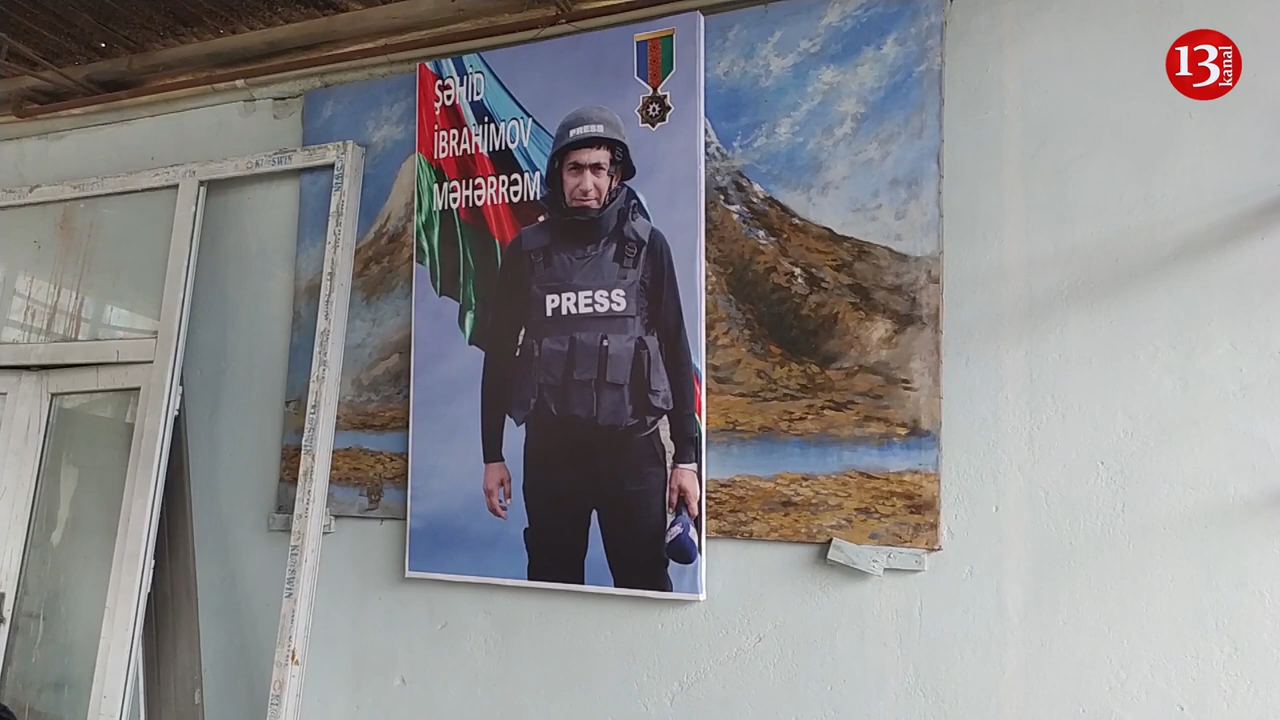 ŞƏHİD
İBRAHİMOV
MƏHƏRRƏM
PRESS
PRESS
13
kanal